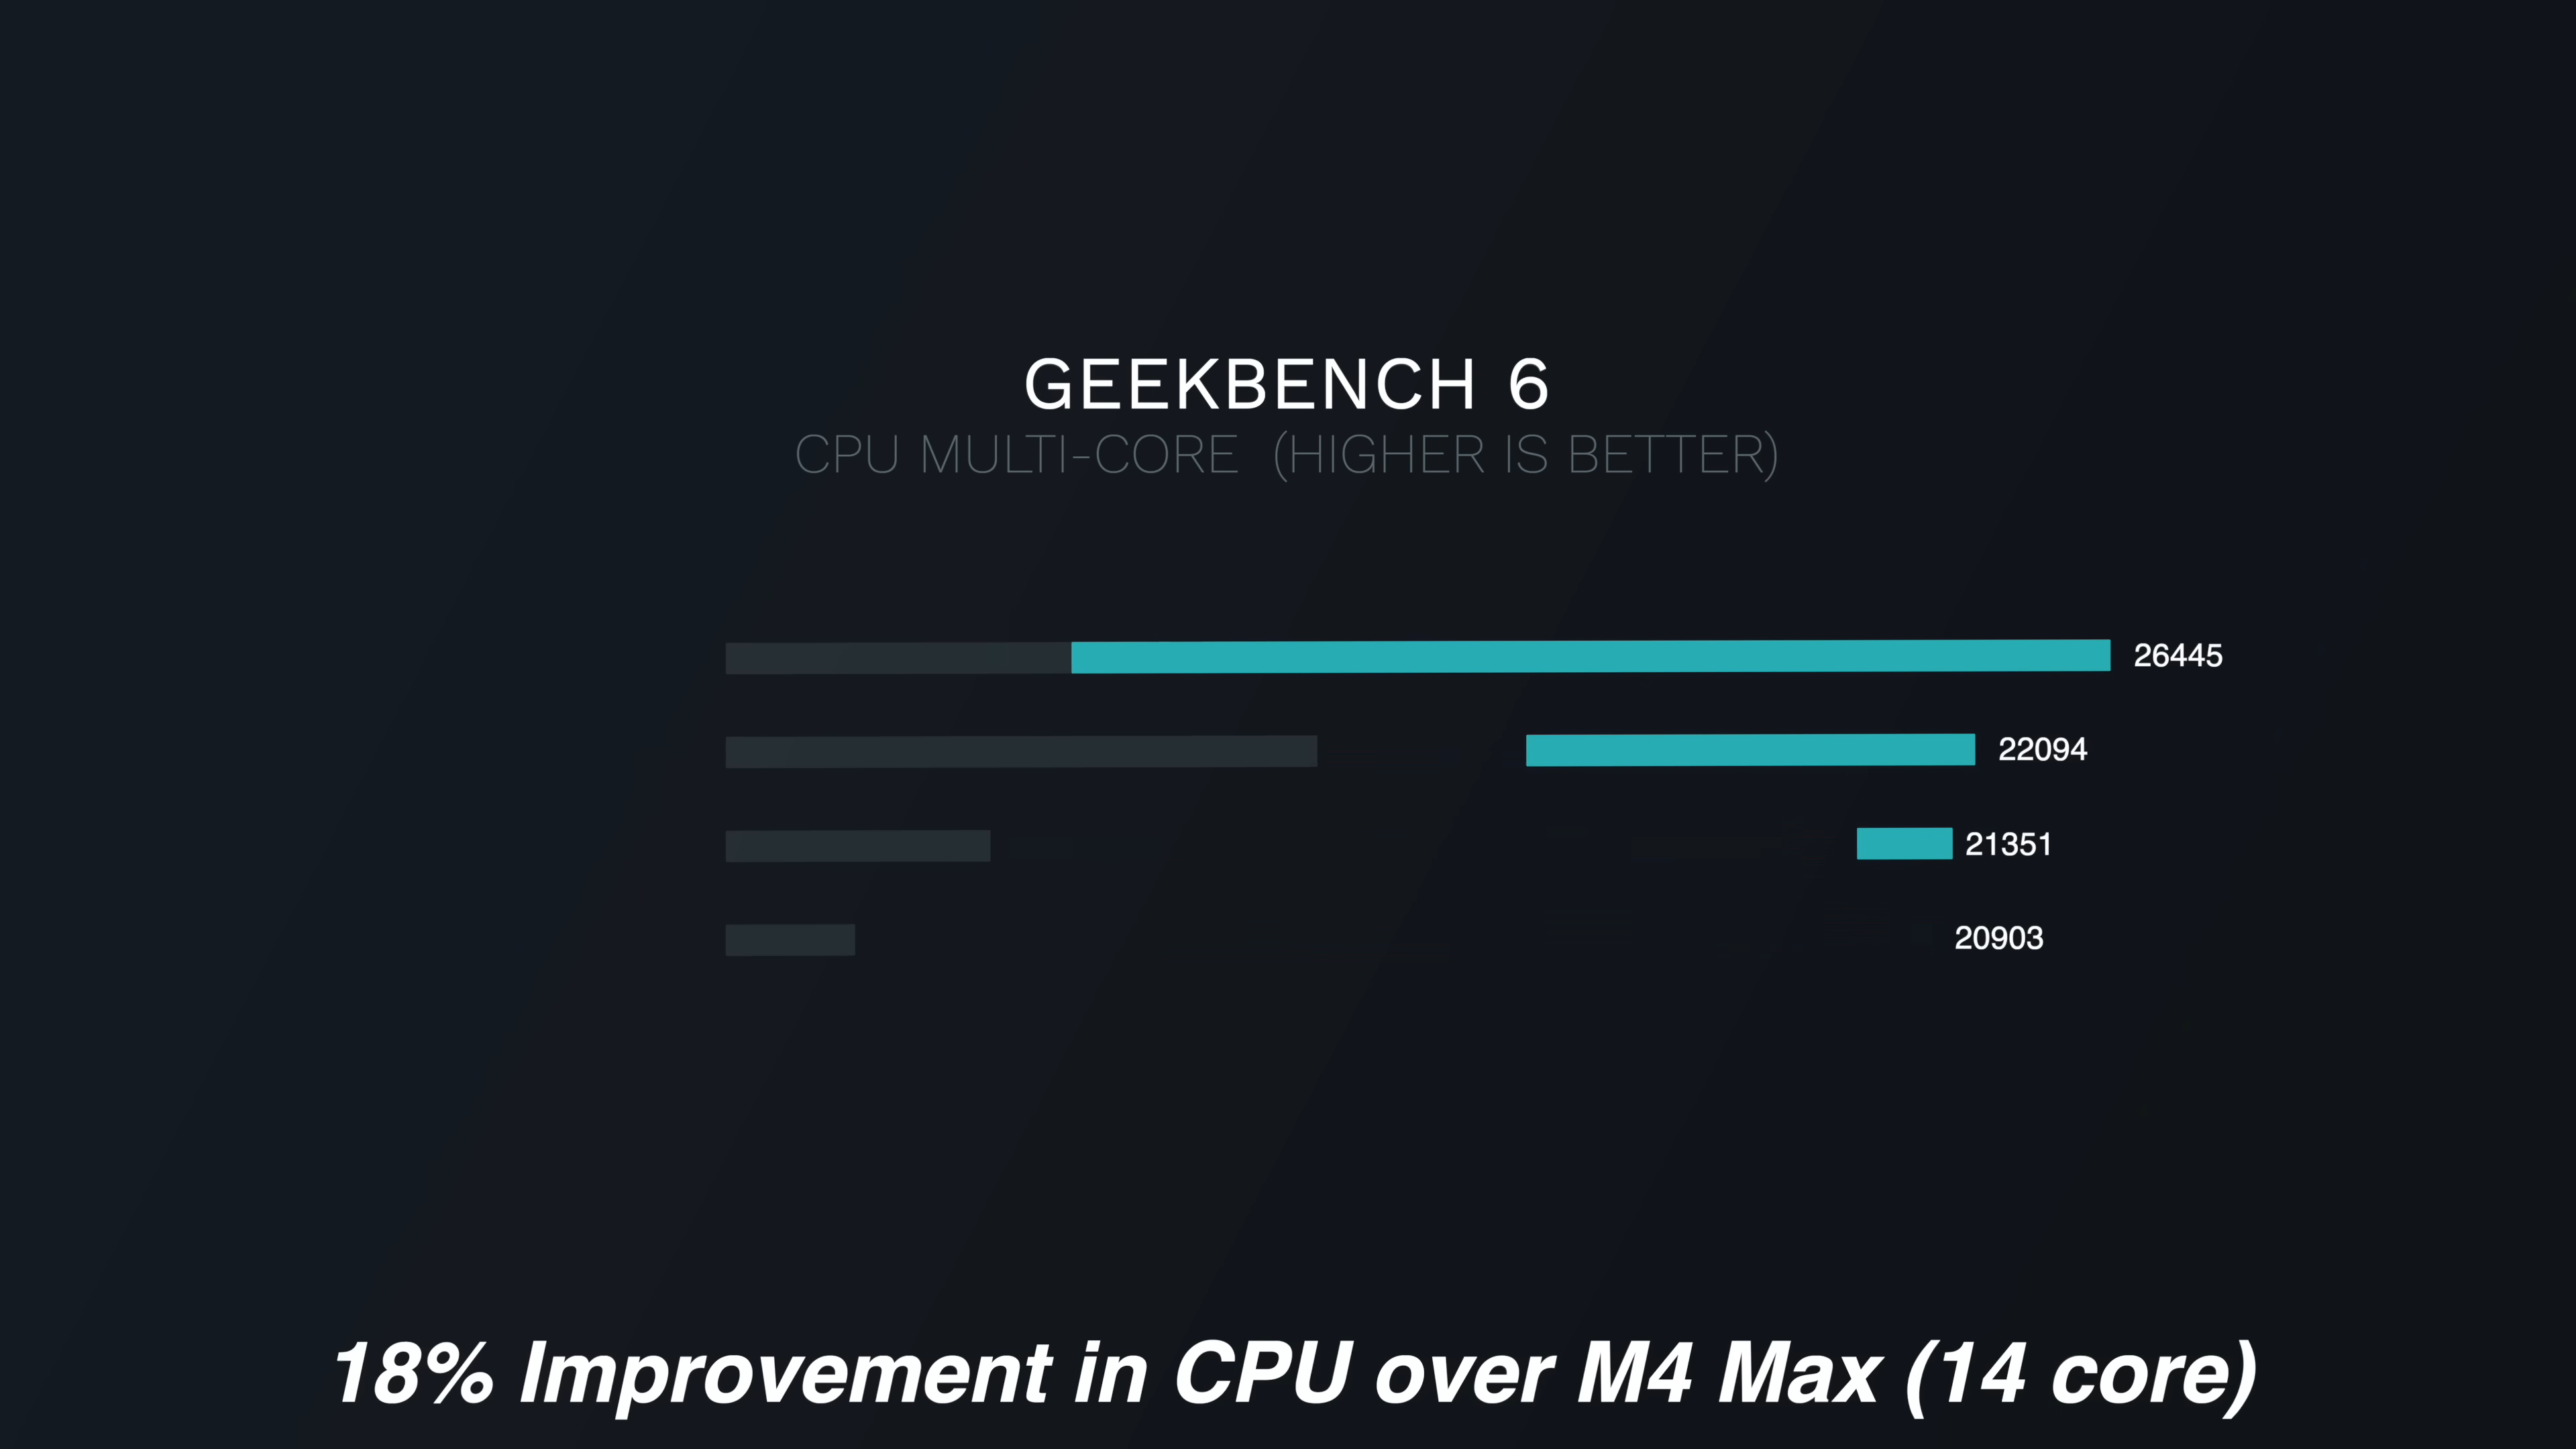 GEEKBENCH 6
CPU MULTI-CORE (HIGHER IS BETTER)
26445
22094
21351
20903
18% Improvement in CPU over M4 Max (14 core)